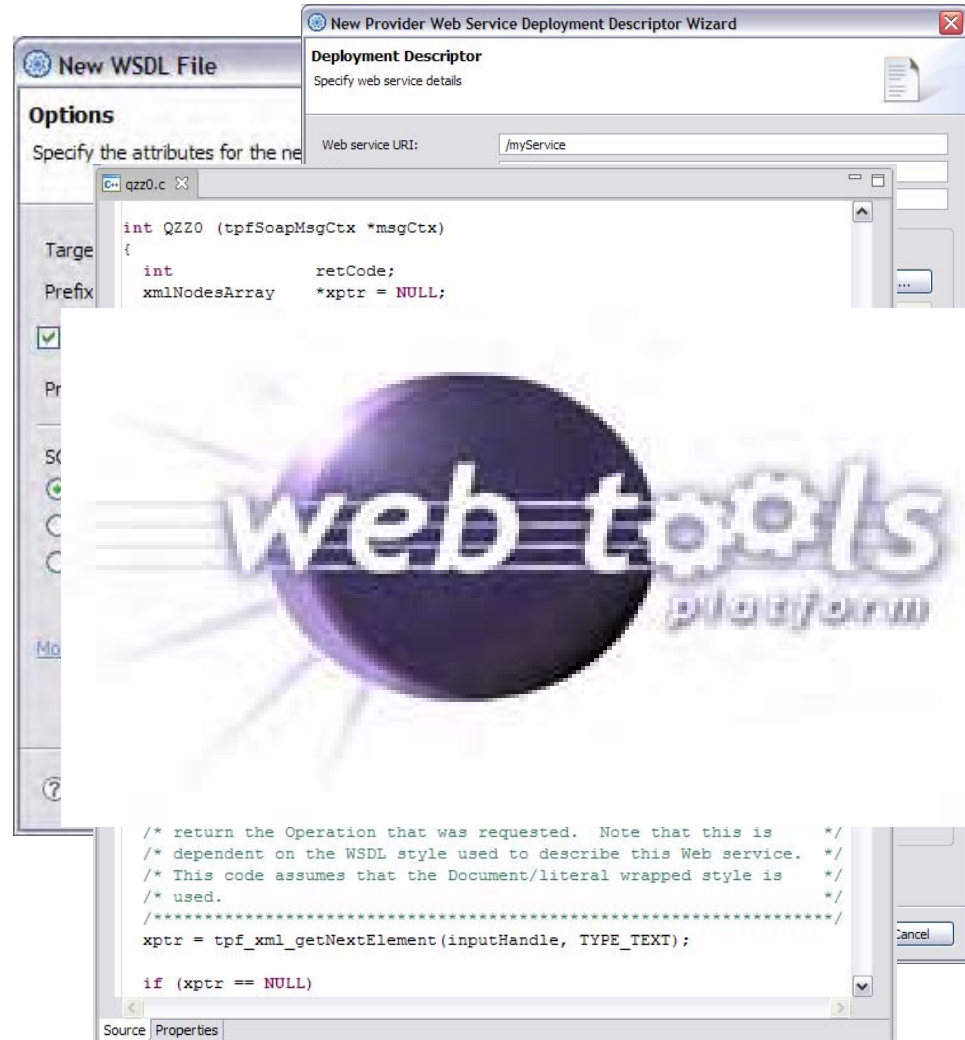 New Provider Web Service Deployment Descriptor Wizard
Deployment Descriptor
Specify web service details
Web service URI:
/myService
...
New WSDL File
Options
Specify the attributes for the ne
Targe
Prefix
Pr
SO
Mo
qzz0.c
int QZZ0 (tpfSoapMsgCtx *msgCtx)
{
int retCode;
xmlNodesArray *xptr = NULL;
web tools
platform
/* return the Operation that was requested. Note that this is */
/* dependent on the WSDL style used to describe this Web service. */
/* This code assumes that the Document/literal wrapped style is */
/* used. */
/********************************************************************/
xptr = tpf_xml_getNextElement(inputHandle, TYPE_TEXT);
if (xptr == NULL)
Source Properties
Cancel